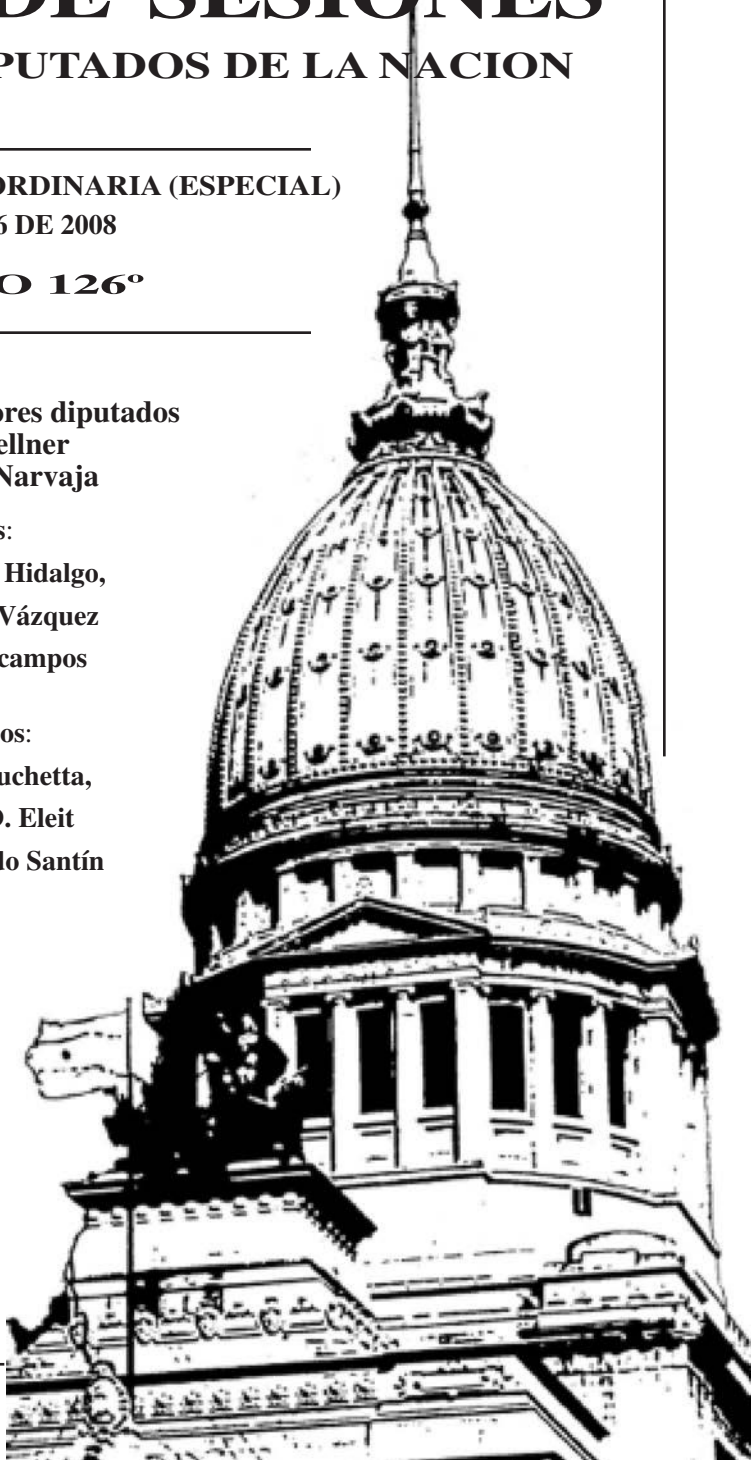 DE SESIONES
PUTADOS DE LA NACION
ORDINARIA (ESPECIAL)
6 DE 2008
O 126º
ores diputados
ellner
Narvaja
s:
Hidalgo,
Vázquez
campos
os:
uchetta,
D. Eleit
lo Santín